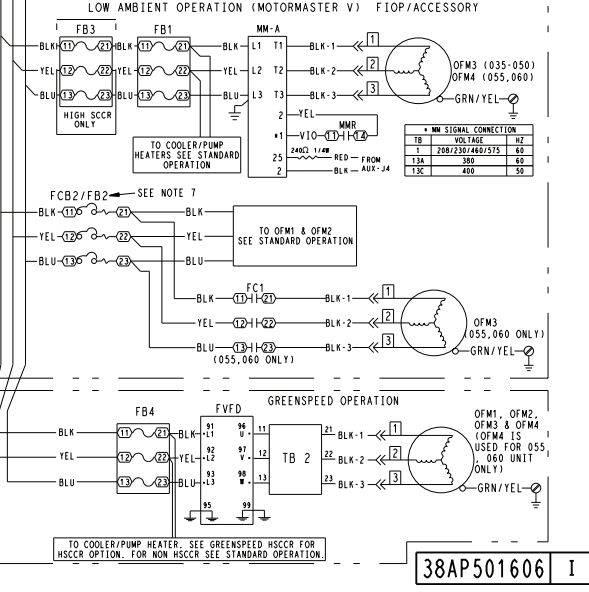 LOW AMBIENT OPERATION (MOTORMASTER V) FIOP/ACCESSORY
FB3 FB1 MM-A
BLK 11 21 BLK 11 21 BLK L1 T1 BLK-1 1
YEL 12 22 YEL 12 22 YEL L2 T2 BLK-2 2
BLU 13 23 BLU 13 23 BLU L3 T3 BLK-3 3
OFM3 (035-050)
OFM4 (055,060)
GRN/YEL
HIGH SCCR
ONLY
2 YEL
MMR
*1 VIO 11 14
240Ω 1/4W
25 RED FROM
2 BLK AUX-J4
TO COOLER/PUMP
HEATERS SEE STANDARD
OPERATION
* MM SIGNAL CONNECTION
TB VOLTAGE HZ
1 208/230/460/575 60
13A 380 60
13C 400 50
FCB2/FB2 SEE NOTE 7
BLK 11 21 BLK
YEL 12 22 YEL
BLU 13 23 BLU
TO OFM1 & OFM2
SEE STANDARD OPERATION
FC1
BLK 11 21 BLK-1 1
YEL 12 22 BLK-2 2
BLU 13 23 BLK-3 3
(055,060 ONLY)
OFM3
(055,060 ONLY)
GRN/YEL
GREENSPEED OPERATION
FB4 FVFD
BLK 11 21 BLK 91 L1 96 U 11 21 BLK-1 1
YEL 12 22 YEL 92 L2 97 V 12 TB 2 22 BLK-2 2
BLU 13 23 BLU 93 L3 98 W 13 23 BLK-3 3
95 99
OFM1, OFM2,
OFM3 & OFM4
(OFM4 IS
USED FOR 055
, 060 UNIT
ONLY)
GRN/YEL
TO COOLER/PUMP HEATER. SEE GREENSPEED HSCCR FOR
HSCCR OPTION. FOR NON HSCCR SEE STANDARD OPERATION.
38AP501606 I